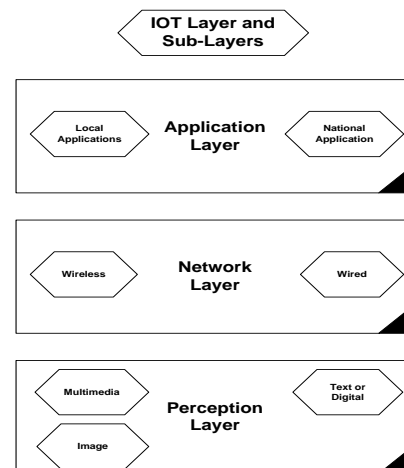 IOT Layer and
Sub-Layers
Local
Applications
Application
Layer
National
Application
Wireless
Network
Layer
Wired
Multimedia
Perception
Layer
Text or
Digital
Image